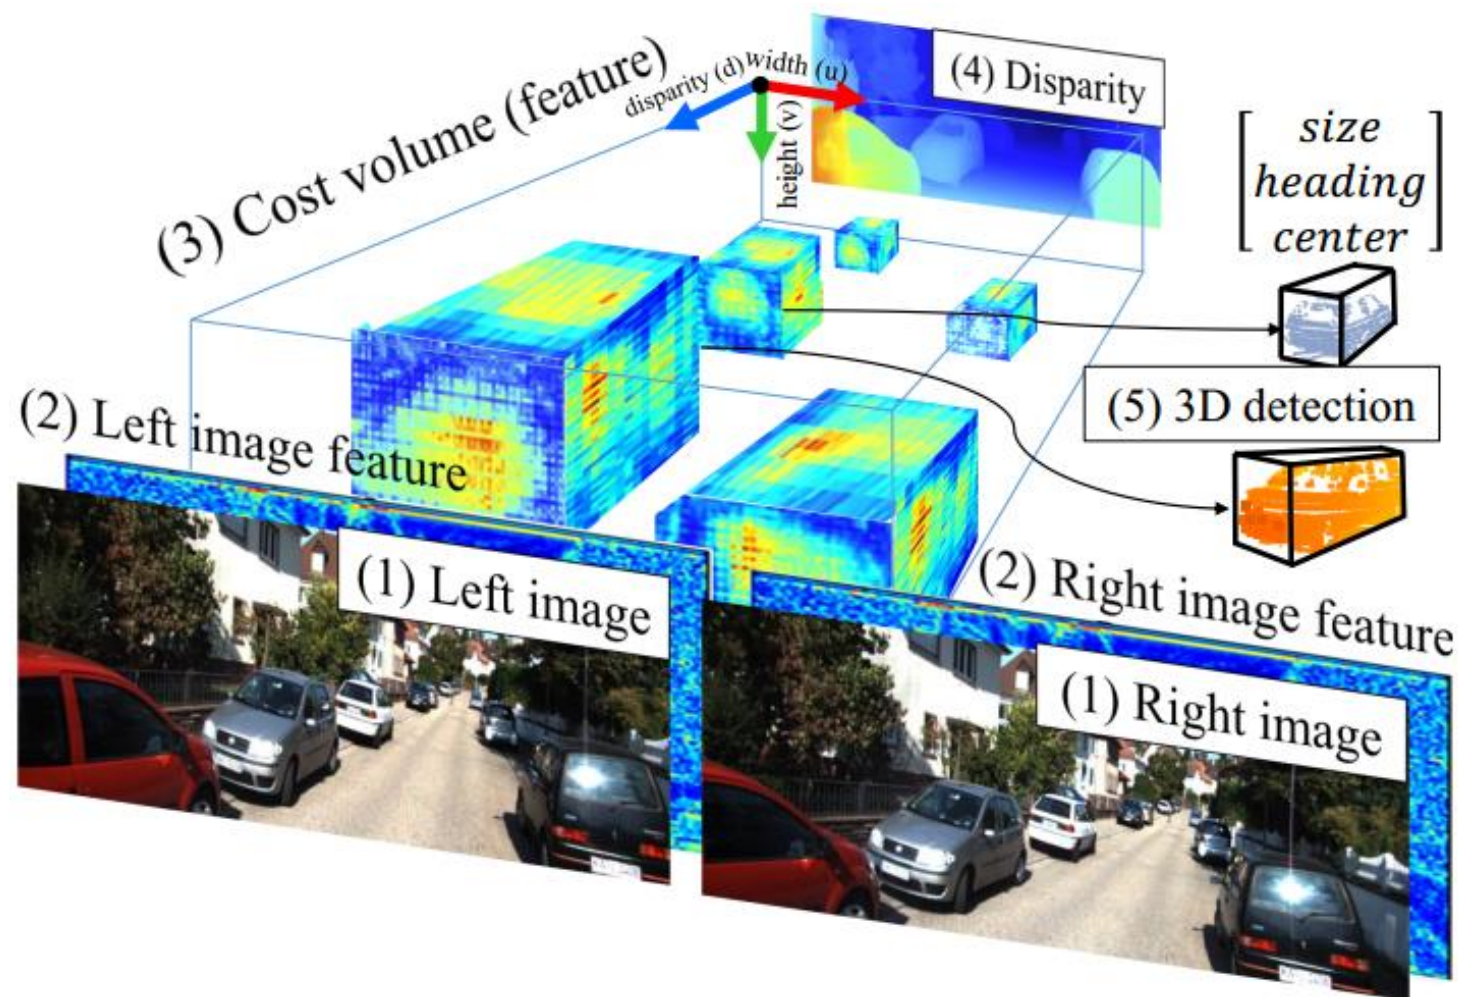 (4) Disparity
width (u)
disparity (d)
height (v)
(3) Cost volume (feature)
size
heading
center
(5) 3D detection
(2) Left image feature
(1) Left image
(2) Right image feature
(1) Right image